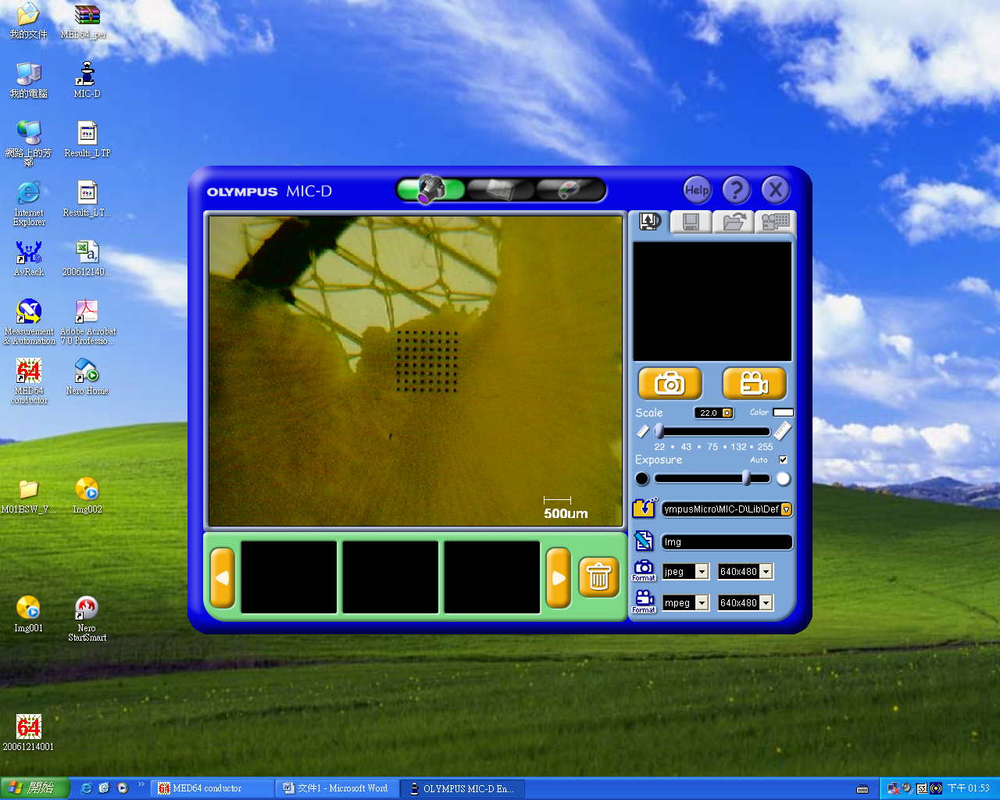 我的文件
MED64_per...
我的電腦
MIC-D
網路上的芳
鄰
Results_LTP
Internet
Explorer
Results_LT...
AvRack
200612140...
Measurement
& Automation
Adobe Acrobat
7.0 Professio...
64
MED64
conductor
Nero Home
M01BSW_V...
Img002
Img001
Nero
StartSmart
64
20061214001
OLYMPUS MIC-D
Help
?
X
500um
Scale
22.0
Color
22 • 43 • 75 • 132 • 255
Exposure
Auto
ympusMicro\MIC-D\Lib\Def
Img
Format
jpeg
640x480
Format
mpeg
640x480
開始
64
MED64 conductor
文件1 - Microsoft Word
OLYMPUS MIC-D En...
下午 01:53